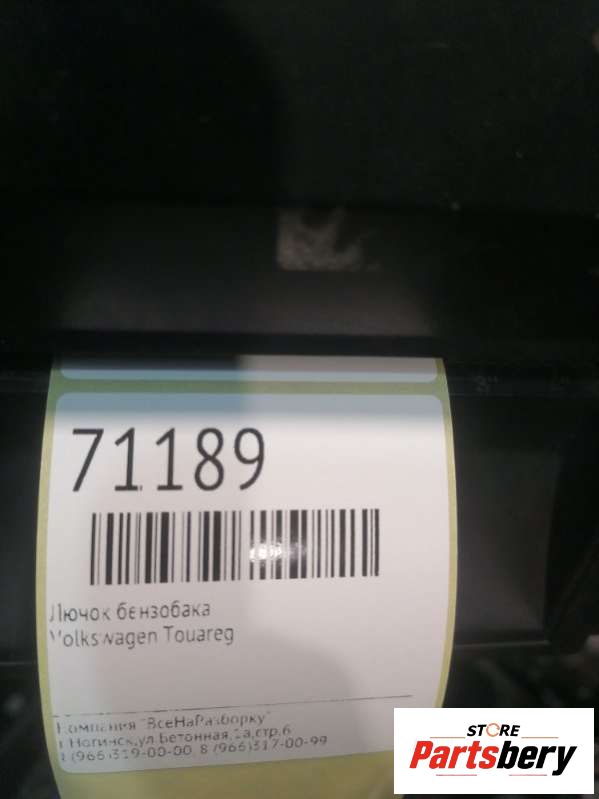 71189
Лючок бензобака
Volkswagen Touareg
Компания "ВсеНаРазборку"
г.Ногинск,ул.Бетонная,2а,стр.6
8 (966)319-00-00, 8 (966)317-00-99
STORE
Partsbery